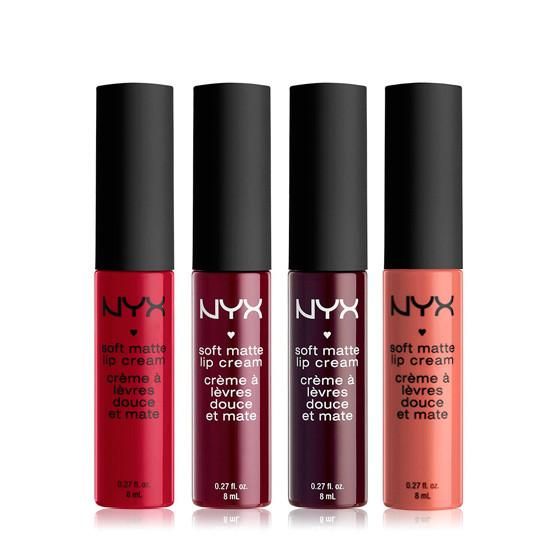 NYX
soft matte
lip cream
crème à
lèvres
douce
et mate
0.27 fl. oz.
8 mL
NYX
soft matte
lip cream
crème à
lèvres
douce
et mate
0.27 fl. oz.
8 mL
NYX
soft matte
lip cream
crème à
lèvres
douce
et mate
0.27 fl. oz.
8 mL
NYX
soft matte
lip cream
crème à
lèvres
douce
et mate
0.27 fl. oz.
8 mL